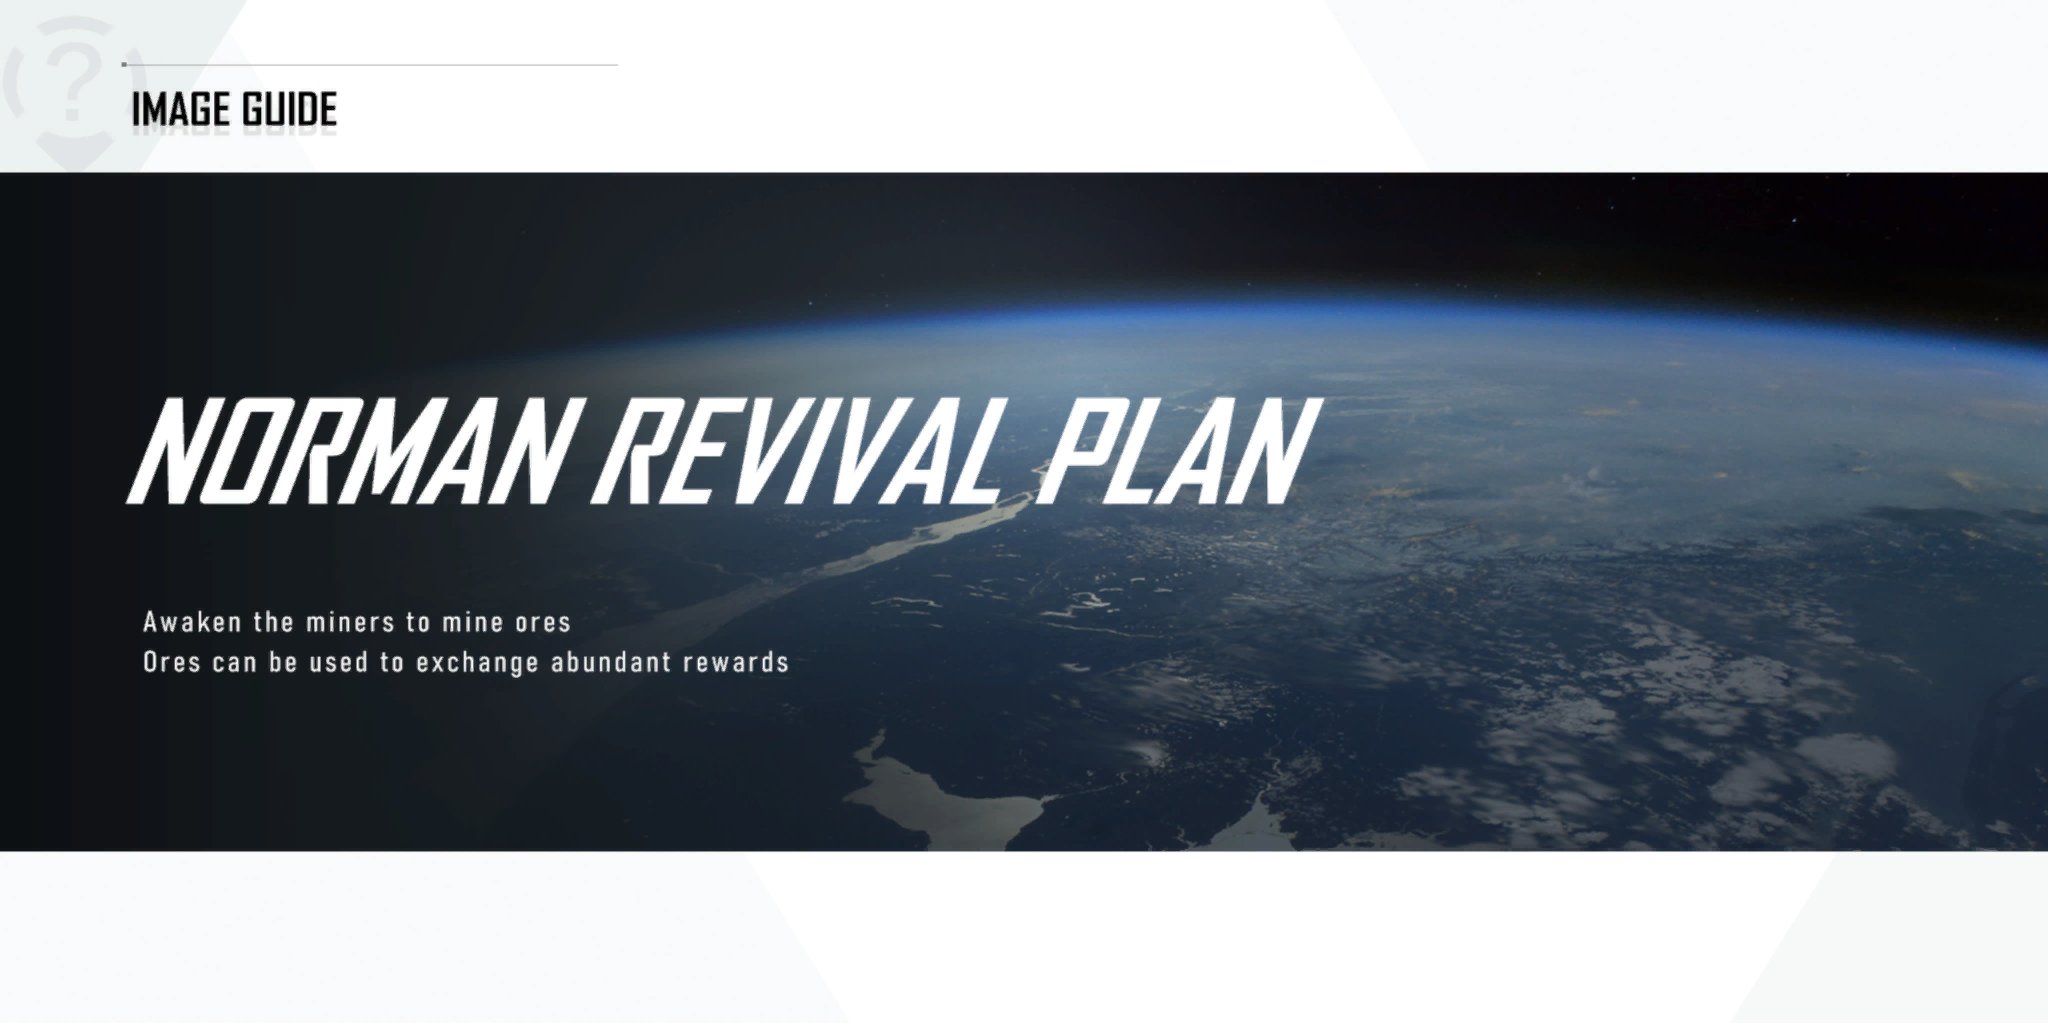 IMAGE GUIDE
NORMAN REVIVAL PLAN
Awaken the miners to mine ores
Ores can be used to exchange abundant rewards